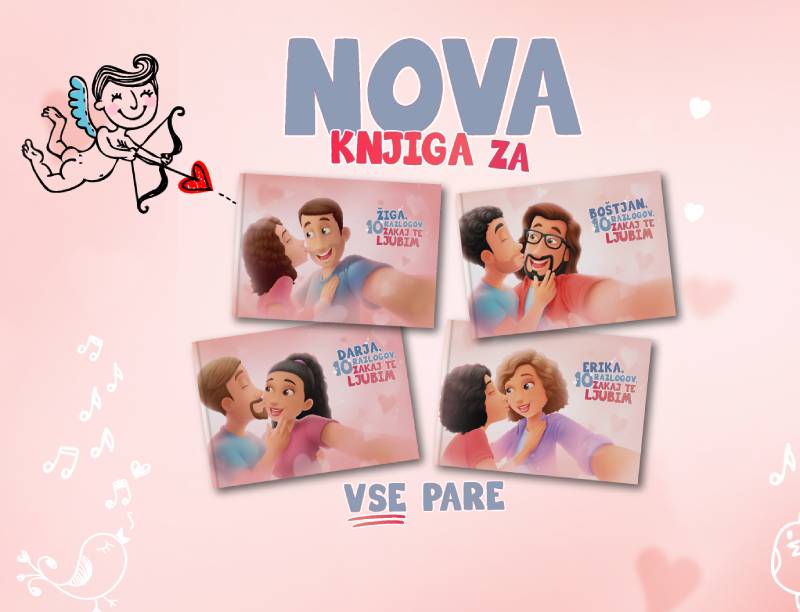 NOVA
KNJIGA ZA
ŽIGA,
10 RAZLOGOV,
ZAKAJ TE
LJUBIM
BOŠTJAN,
10 RAZLOGOV,
ZAKAJ TE
LJUBIM
DARJA,
10 RAZLOGOV,
ZAKAJ TE
LJUBIM
ERIKA,
10 RAZLOGOV,
ZAKAJ TE
LJUBIM
VSE PARE